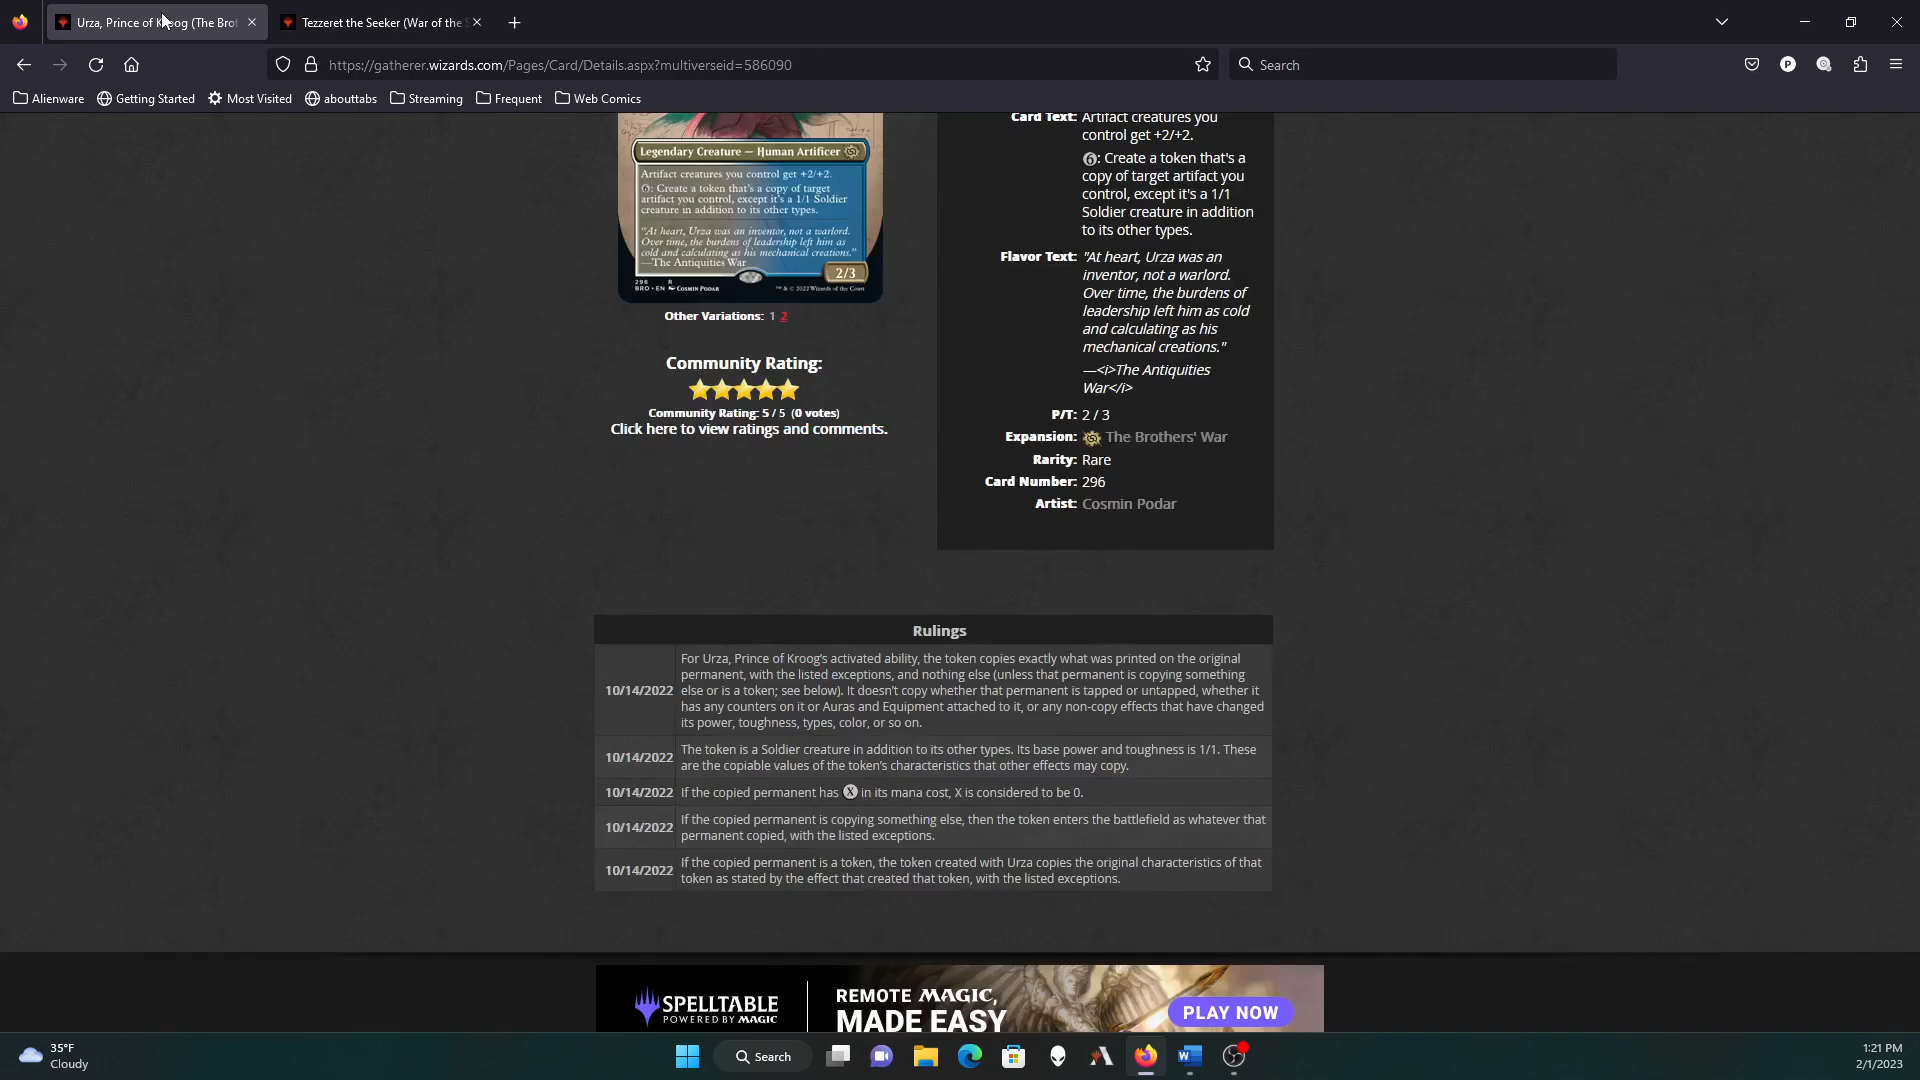 Urza, Prince of Kroog (The Brot
Tezzeret the Seeker (War of the S
https://gatherer.wizards.com/Pages/Card/Details.aspx?multiverseid=586090
Search
Alienware
Getting Started
Most Visited
abouttabs
Streaming
Frequent
Web Comics
Legendary Creature — Human Artificer
Artifact creatures you control get +2/+2.
6: Create a token that's a copy of target
artifact you control, except it's a 1/1 Soldier
creature in addition to its other types.
"At heart, Urza was an inventor, not a warlord.
Over time, the burdens of leadership left him as
cold and calculating as his mechanical creations."
—The Antiquities War
2/3
296 R
BRO • EN COSMIN PODAR
™ & © 2022 Wizards of the Coast
Other Variations: 1 2
Community Rating:
Community Rating: 5 / 5 (0 votes)
Click here to view ratings and comments.
Card Text: Artifact creatures you
control get +2/+2.
6: Create a token that's a
copy of target artifact you
control, except it's a 1/1
Soldier creature in addition
to its other types.
Flavor Text: "At heart, Urza was an
inventor, not a warlord.
Over time, the burdens of
leadership left him as cold
and calculating as his
mechanical creations."
—<i>The Antiquities
War</i>
P/T: 2 / 3
Expansion: The Brothers' War
Rarity: Rare
Card Number: 296
Artist: Cosmin Podar
Rulings
10/14/2022
For Urza, Prince of Kroog's activated ability, the token copies exactly what was printed on the original
permanent, with the listed exceptions, and nothing else (unless that permanent is copying something
else or is a token; see below). It doesn't copy whether that permanent is tapped or untapped, whether it
has any counters on it or Auras and Equipment attached to it, or any non-copy effects that have changed
its power, toughness, types, color, or so on.
10/14/2022
The token is a Soldier creature in addition to its other types. Its base power and toughness is 1/1. These
are the copiable values of the token's characteristics that other effects may copy.
10/14/2022
If the copied permanent has X in its mana cost, X is considered to be 0.
10/14/2022
If the copied permanent is copying something else, then the token enters the battlefield as whatever that
permanent copied, with the listed exceptions.
10/14/2022
If the copied permanent is a token, the token created with Urza copies the original characteristics of that
token as stated by the effect that created that token, with the listed exceptions.
SPELLTABLE
POWERED BY MAGIC
REMOTE MAGIC,
MADE EASY
PLAY NOW
35°F
Cloudy
Search
1:21 PM
2/1/2023